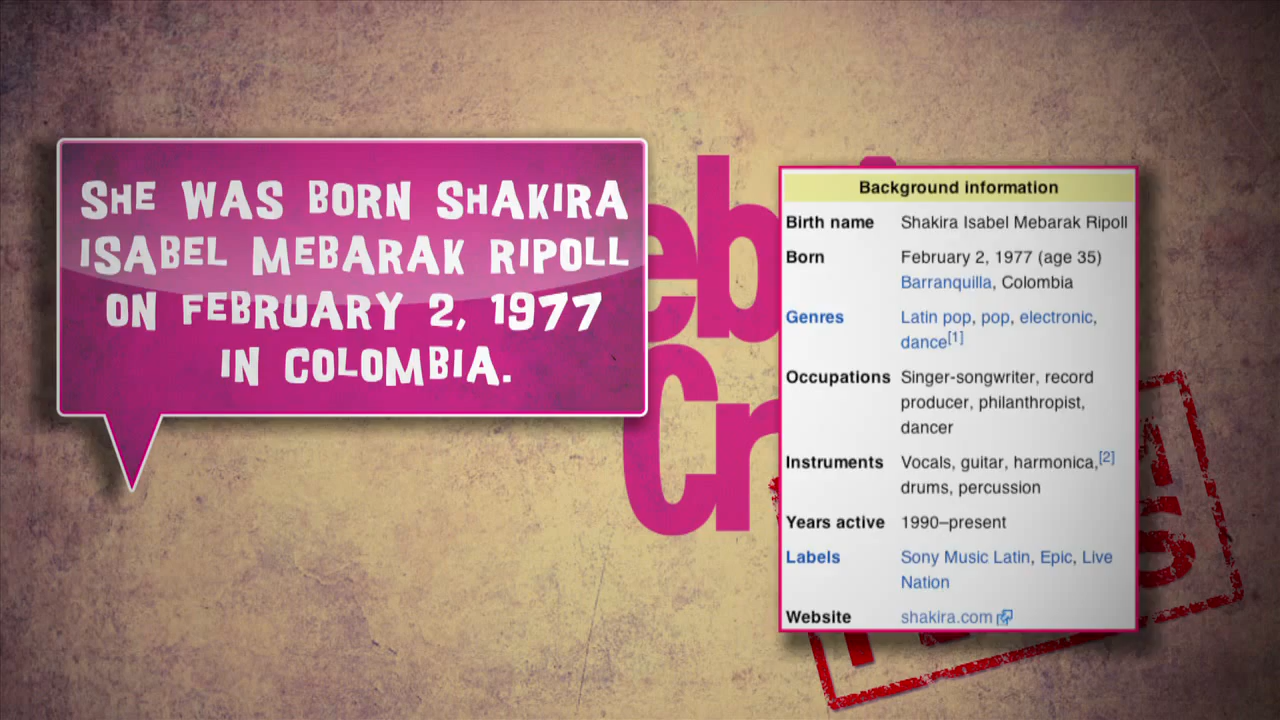 SHE WAS BORN SHAKIRA
ISABEL MEBARAK RIPOLL
ON FEBRUARY 2, 1977
IN COLOMBIA.
Background information
Birth name Shakira Isabel Mebarak Ripoll
Born February 2, 1977 (age 35)
Barranquilla, Colombia
Genres Latin pop, pop, electronic,
dance[1]
Occupations Singer-songwriter, record
producer, philanthropist,
dancer
Instruments Vocals, guitar, harmonica,[2]
drums, percussion
Years active 1990–present
Labels Sony Music Latin, Epic, Live
Nation
Website shakira.com